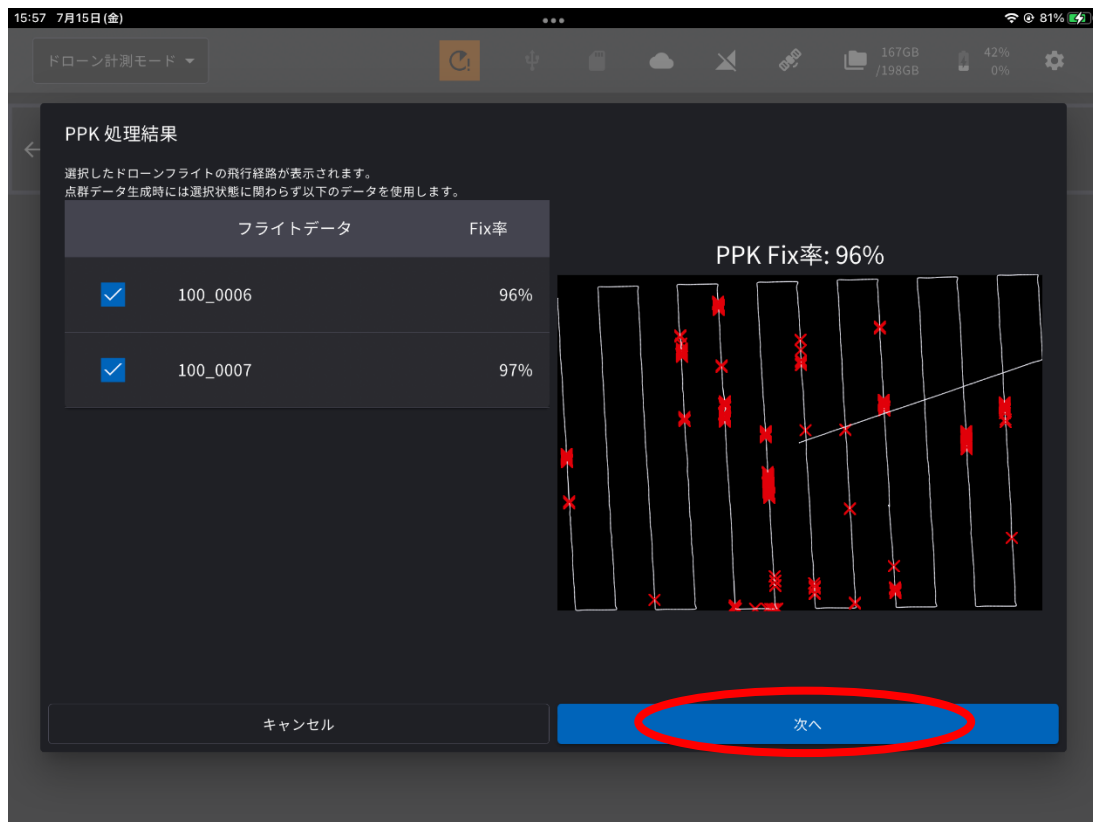 15:57 7月15日(金)
81%
ドローン計測モード
167GB
/198GB
42%
0%
PPK 処理結果
選択したドローンフライトの飛行経路が表示されます。
点群データ生成時には選択状態に関わらず以下のデータを使用します。
フライトデータ Fix率
100_0006 96%
100_0007 97%
PPK Fix率: 96%
キャンセル
次へ